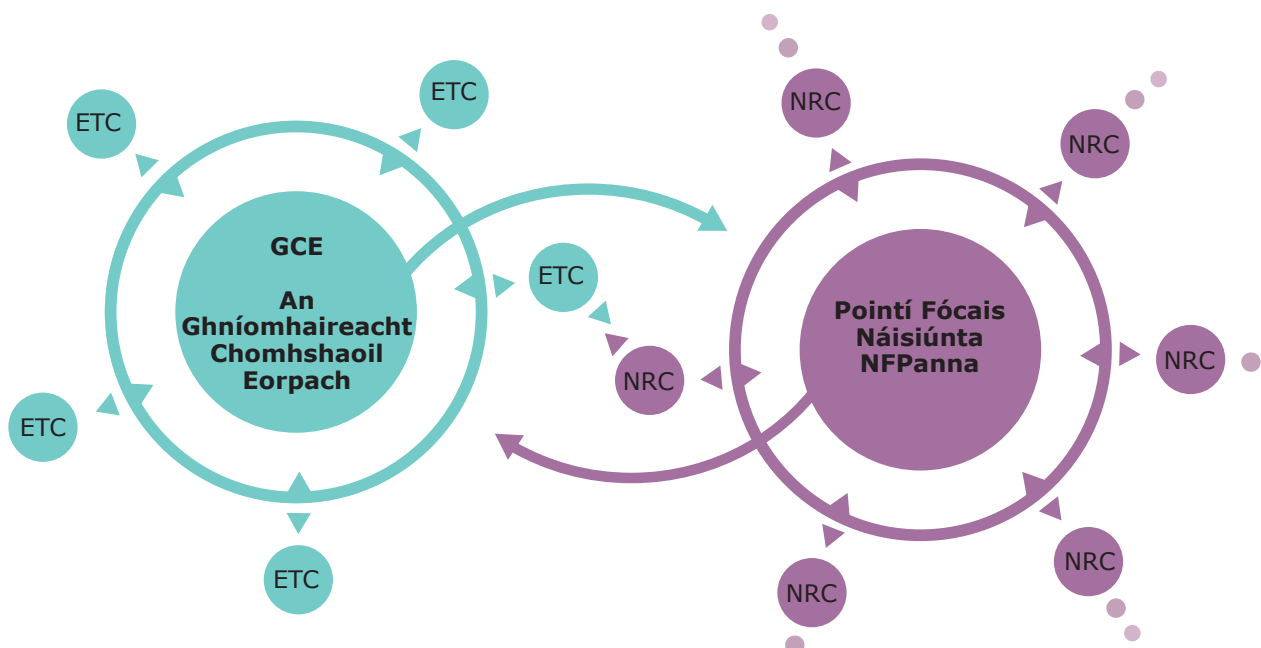 ETC
ETC
GCE
An
Ghníomhaireacht
Chomhshaoil
Eorpach
ETC
ETC
ETC
NRC
NRC
NRC
Pointí Fócais
Náisiúnta
NFPanna
NRC
NRC
NRC